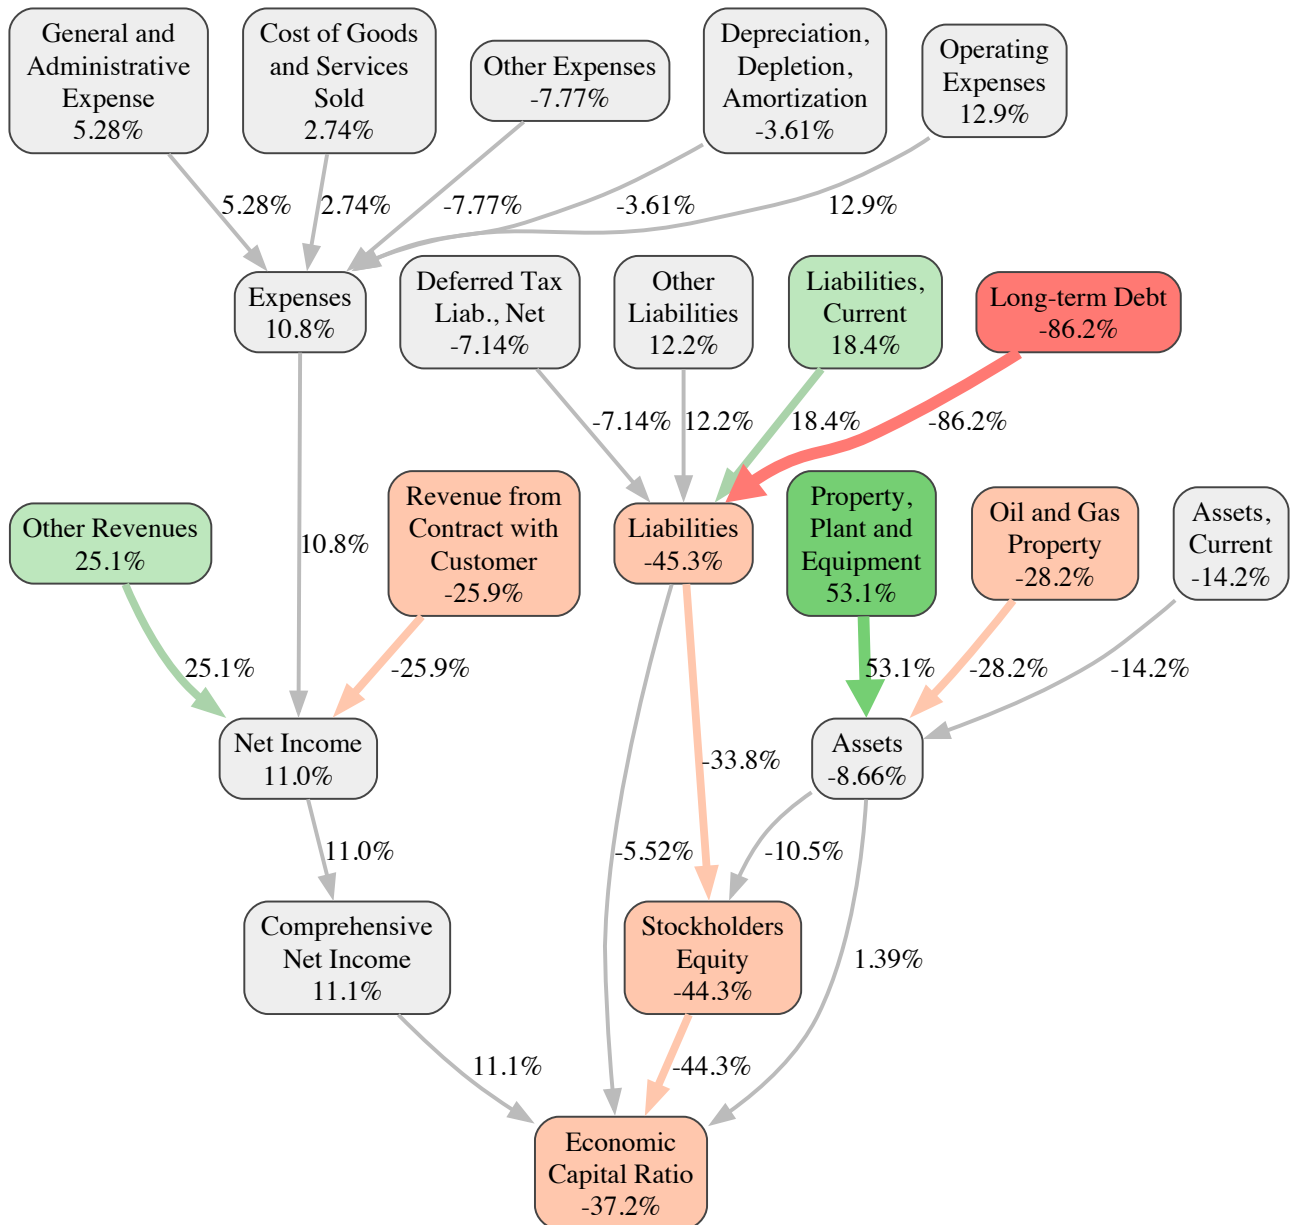 General and
Administrative
Expense
5.28%
Cost of Goods
and Services
Sold
2.74%
Other Expenses
-7.77%
Depreciation,
Depletion,
Amortization
-3.61%
Operating
Expenses
12.9%
5.28%
2.74%
-7.77%
-3.61%
12.9%
Expenses
10.8%
Deferred Tax
Liab., Net
-7.14%
Other
Liabilities
12.2%
Liabilities,
Current
18.4%
Long-term Debt
-86.2%
-7.14%
12.2%
18.4%
-86.2%
Other Revenues
25.1%
10.8%
Revenue from
Contract with
Customer
-25.9%
Liabilities
-45.3%
Property,
Plant and
Equipment
53.1%
Oil and Gas
Property
-28.2%
Assets,
Current
-14.2%
25.1%
-25.9%
53.1%
-28.2%
-14.2%
Net Income
11.0%
-33.8%
Assets
-8.66%
11.0%
-5.52%
-10.5%
Comprehensive
Net Income
11.1%
Stockholders
Equity
-44.3%
1.39%
11.1%
-44.3%
Economic
Capital Ratio
-37.2%